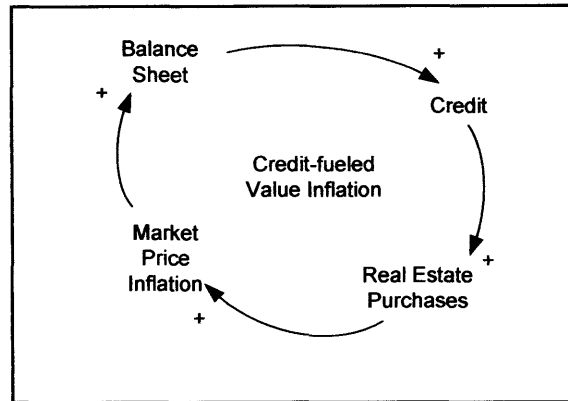 Balance
Sheet
+
+
Credit
Credit-fueled
Value Inflation
Market
Price
Inflation
+
Real Estate
Purchases
+